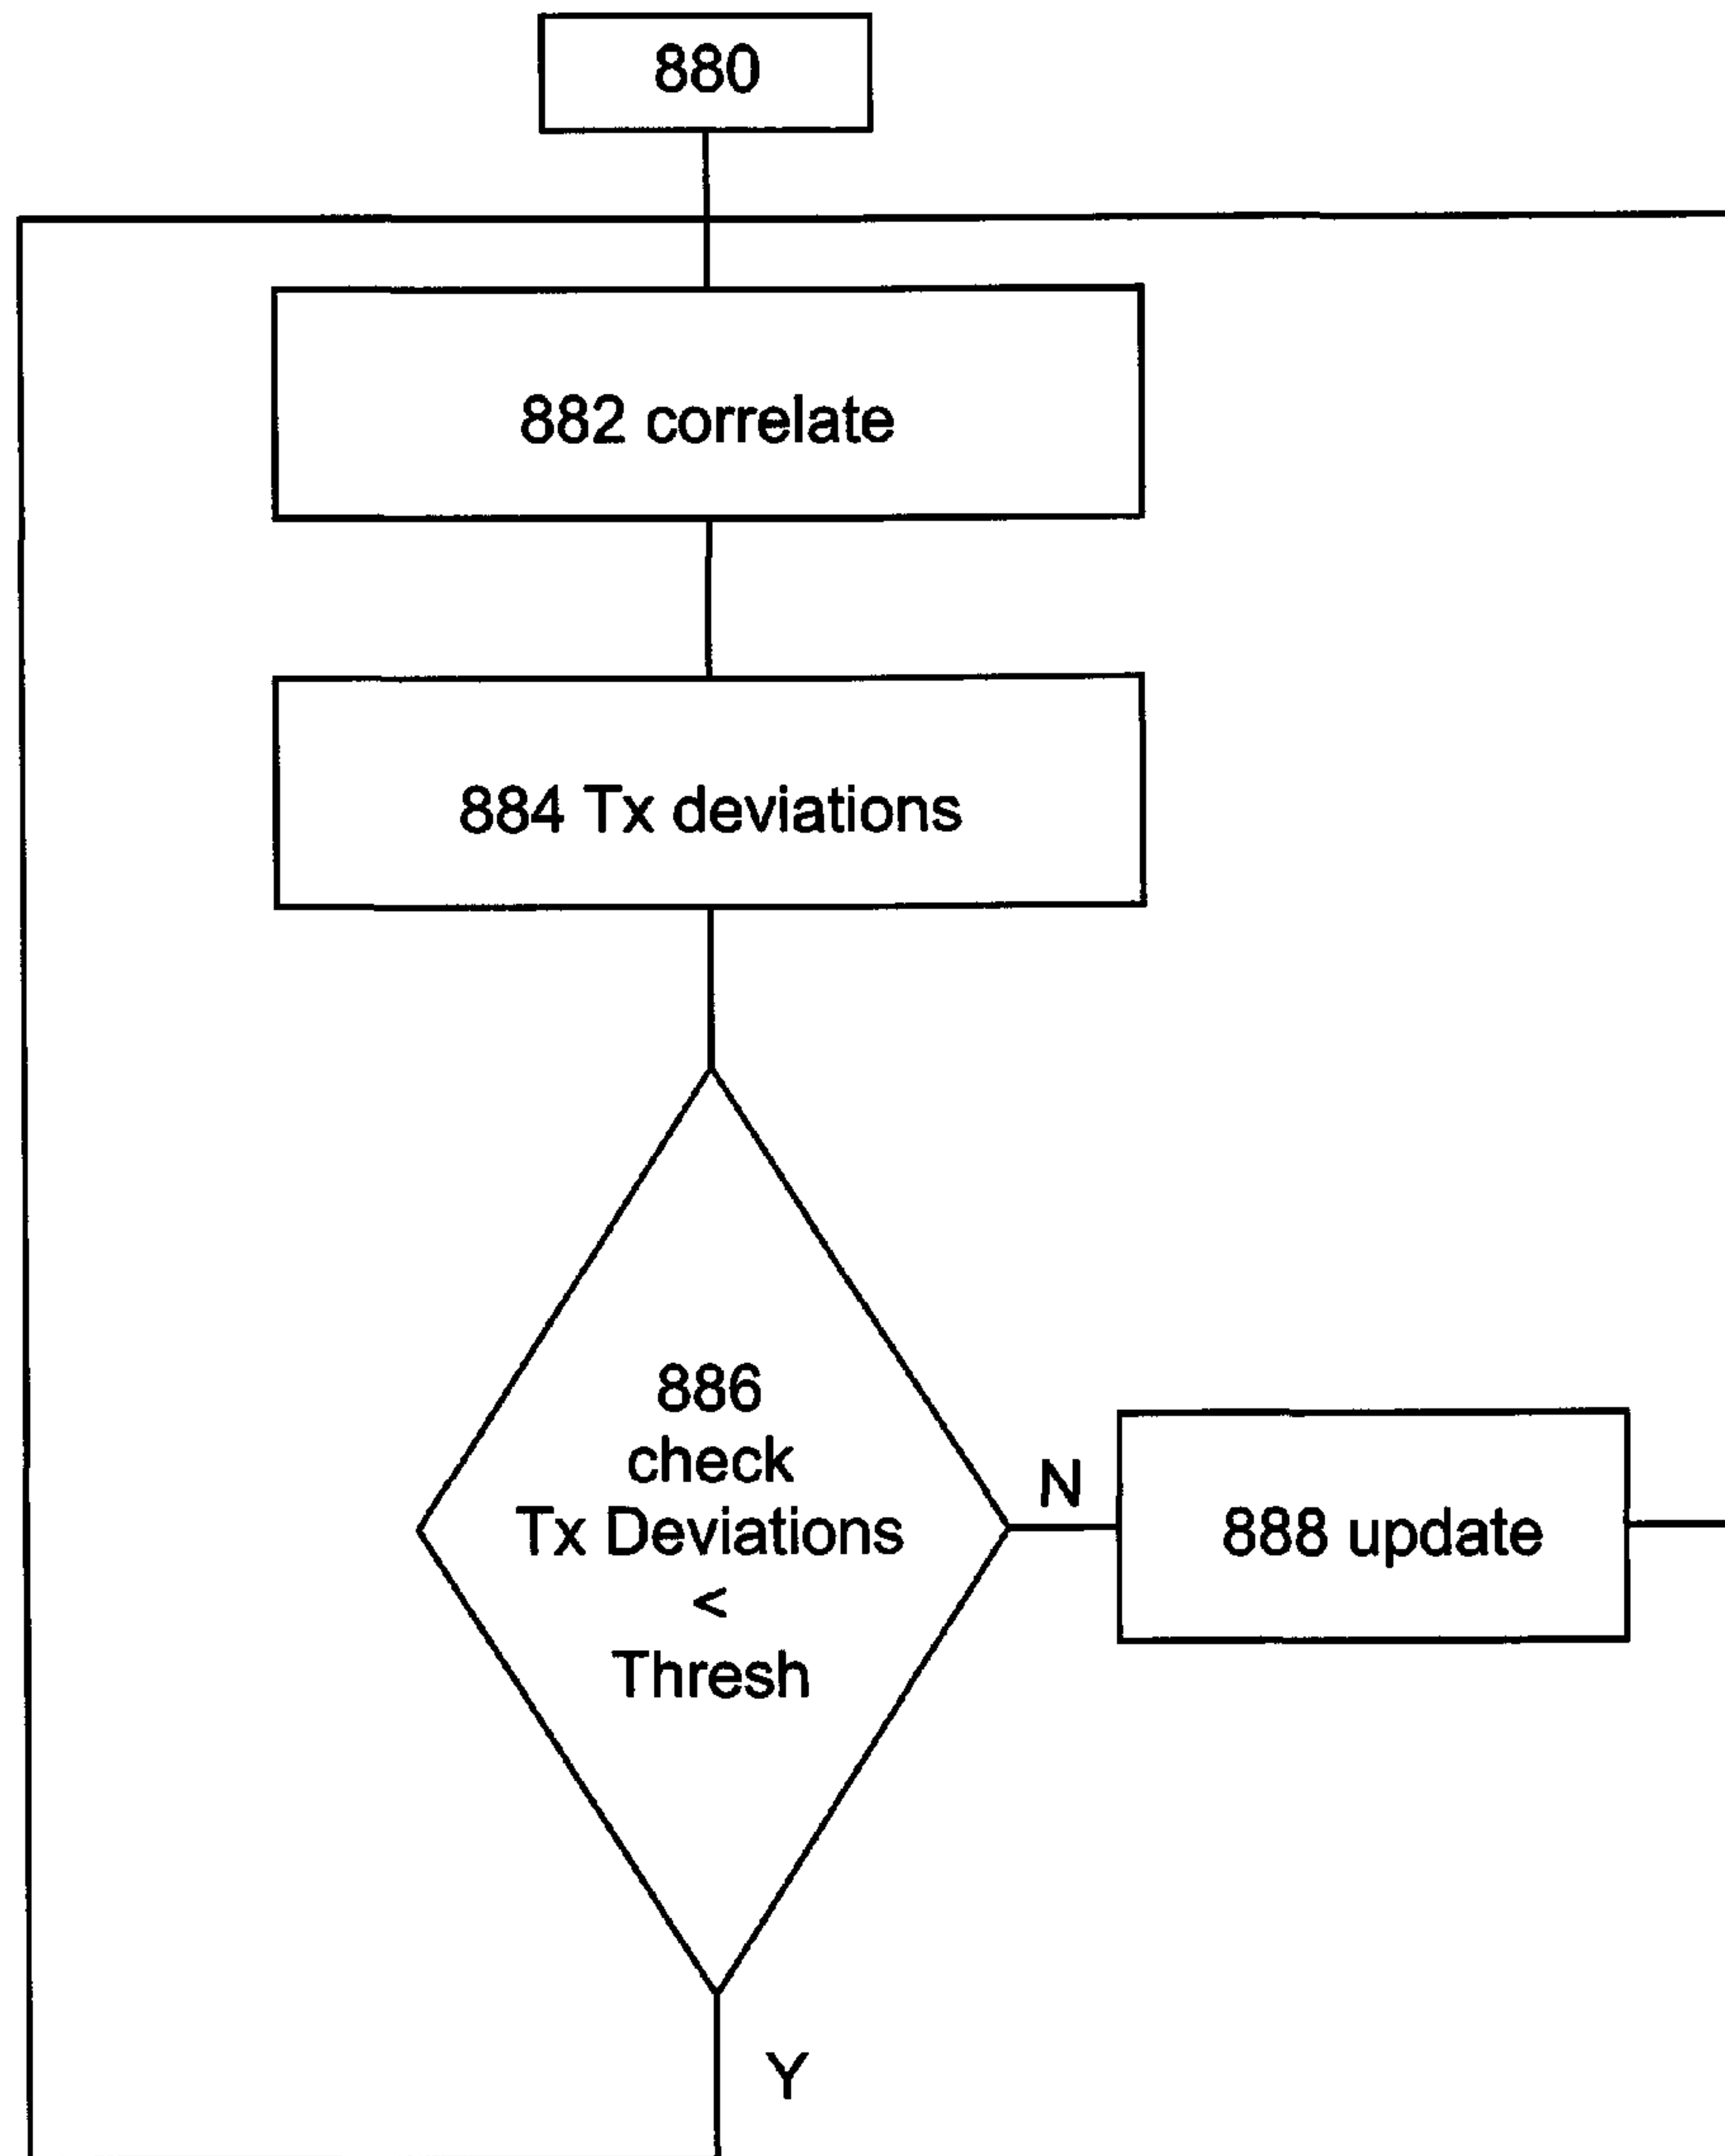 880
882 correlate
884 Tx deviations
886
check
Tx Deviations
<
Thresh
N
888 update
Y